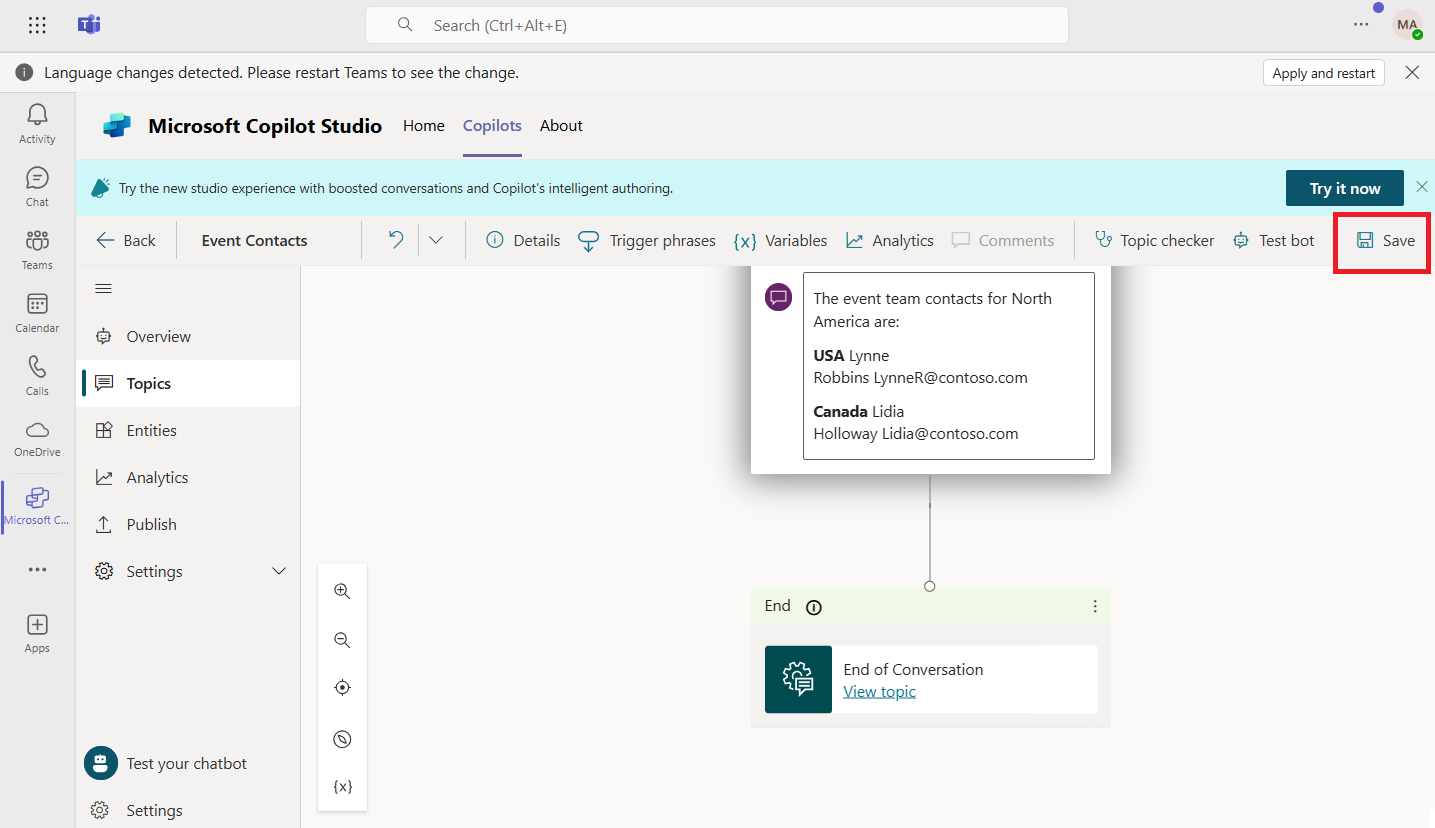 Search (Ctrl+Alt+E)
MA
Language changes detected. Please restart Teams to see the change.
Apply and restart
Activity
Chat
Teams
Calendar
Calls
OneDrive
Microsoft C...
Apps
Microsoft Copilot Studio
Home
Copilots
About
Try the new studio experience with boosted conversations and Copilot's intelligent authoring.
Try it now
Back
Event Contacts
Details
Trigger phrases
{x} Variables
Analytics
Comments
Topic checker
Test bot
Save
Overview
Topics
Entities
Analytics
Publish
Settings
Test your chatbot
Settings
The event team contacts for North
America are:
USA Lynne
Robbins LynneR@contoso.com
Canada Lidia
Holloway Lidia@contoso.com
End
End of Conversation
View topic
{x}